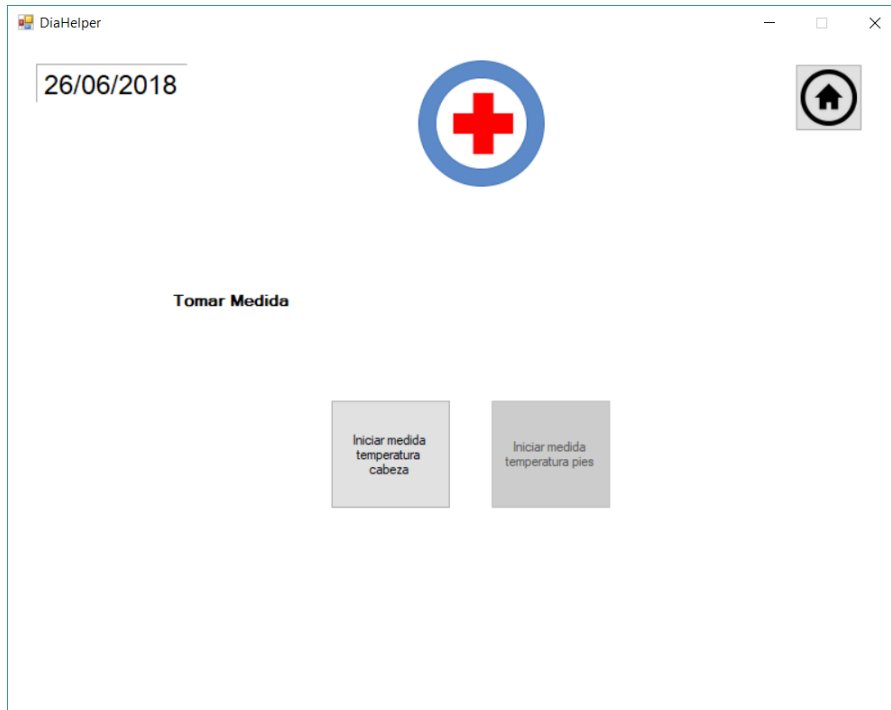 DiaHelper
26/06/2018
Tomar Medida
Iniciar medida
temperatura
cabeza
Iniciar medida
temperatura pies